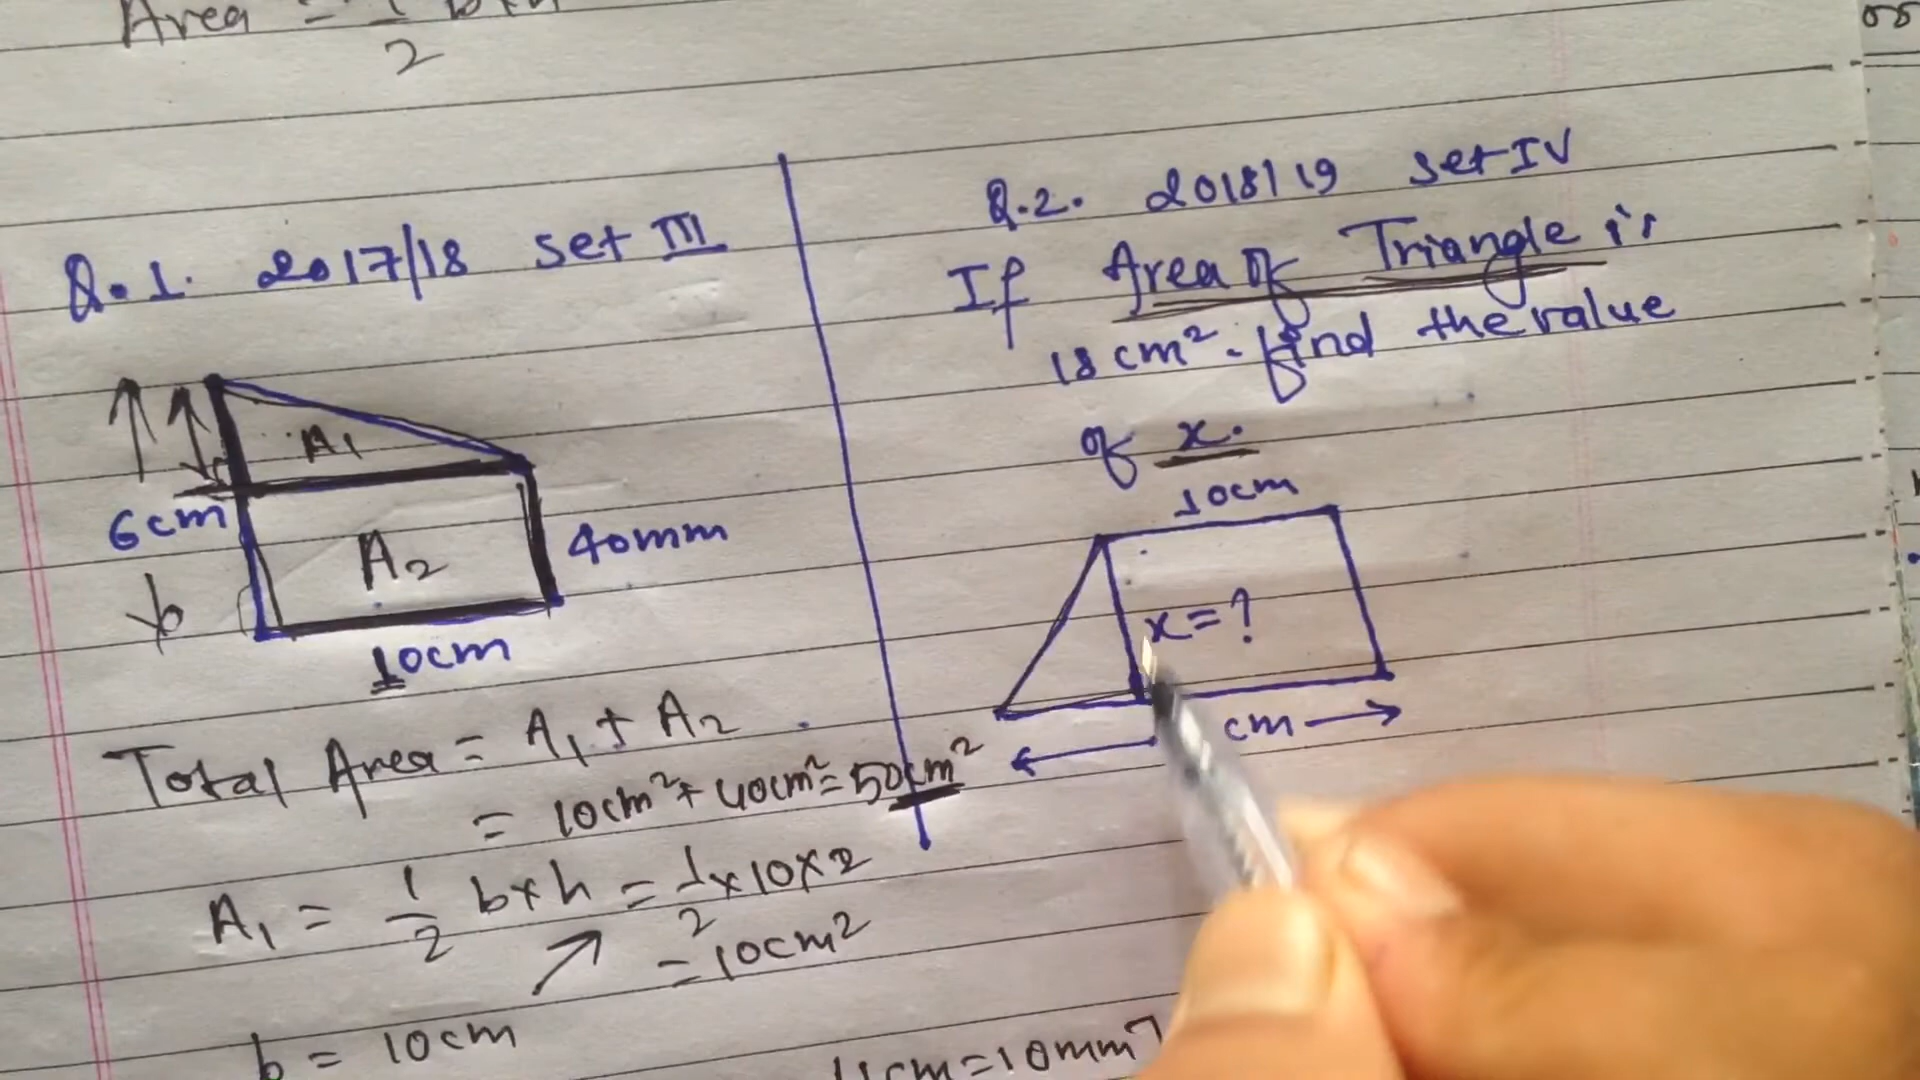 Area = 1/2 b×h
Q.1. 2017/18 set III
A1
6cm
A2
40mm
10cm
Total Area = A1 + A2
= 10cm²+40cm²=50cm²
A1 = 1/2 b×h = 1/2×10×2
=10cm²
b = 10cm
1cm=10mm
Q.2. 2018/19 set IV
If Area of Triangle is
18cm². find the value
of x.
10cm
x=?
cm